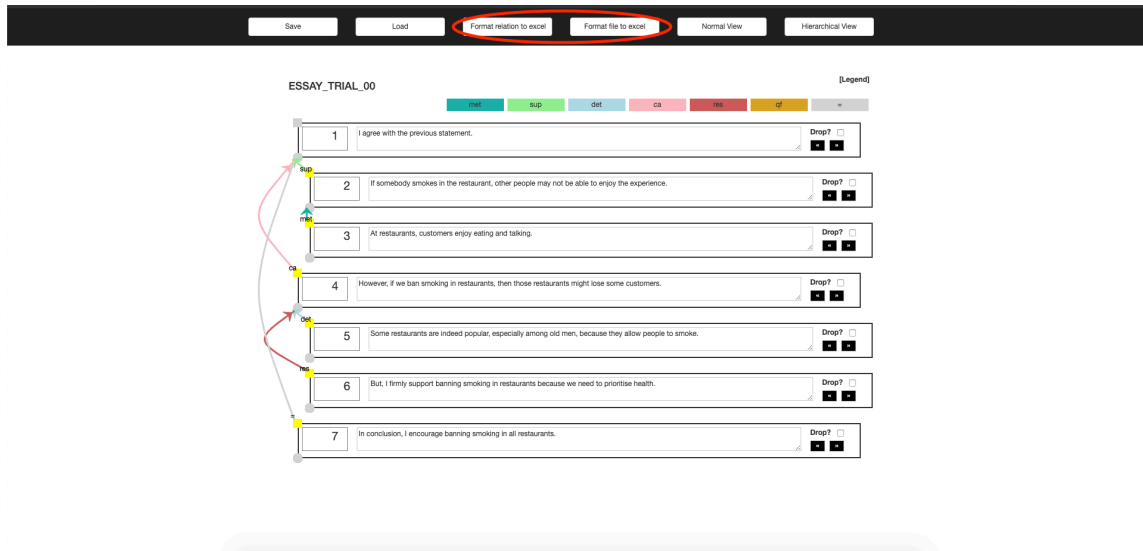 Save Load Format relation to excel Format file to excel Normal View Hierarchical View
[Legend]
ESSAY_TRIAL_00
met sup det ca res qf =
1 I agree with the previous statement. Drop?
« »
sup
2 If somebody smokes in the restaurant, other people may not be able to enjoy the experience. Drop?
« »
met
3 At restaurants, customers enjoy eating and talking. Drop?
« »
ca
4 However, if we ban smoking in restaurants, then those restaurants might lose some customers. Drop?
« »
det
5 Some restaurants are indeed popular, especially among old men, because they allow people to smoke. Drop?
« »
res
6 But, I firmly support banning smoking in restaurants because we need to prioritise health. Drop?
« »
=
7 In conclusion, I encourage banning smoking in all restaurants. Drop?
« »